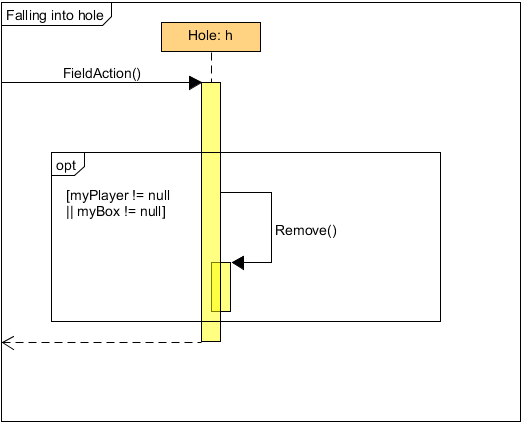 Falling into hole
Hole: h
FieldAction()
opt
[myPlayer != null
|| myBox != null]
Remove()